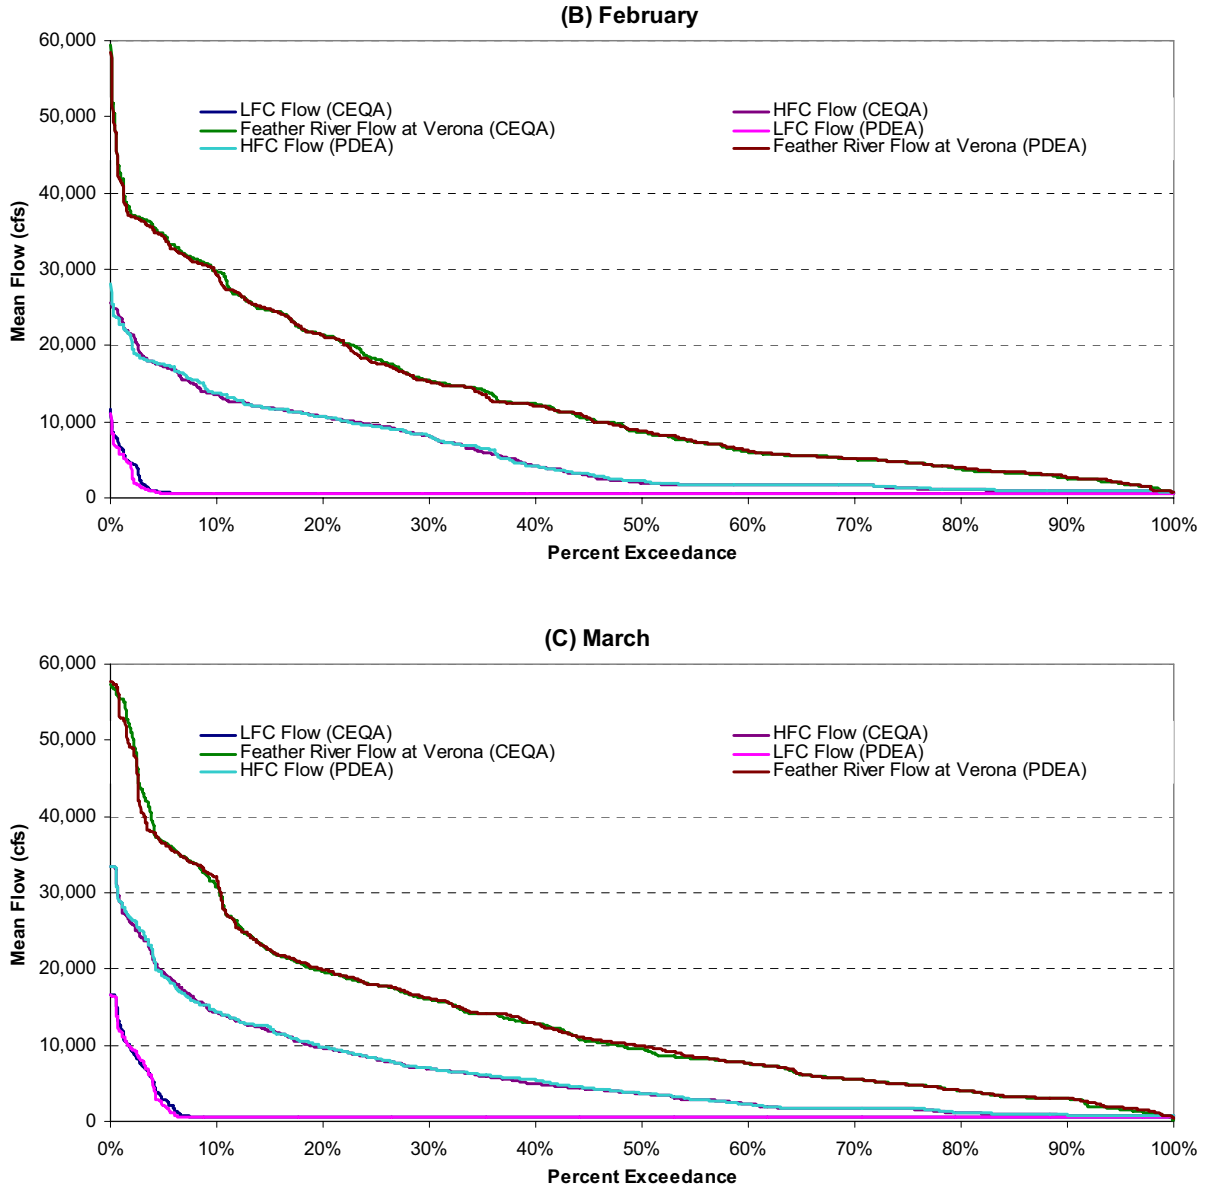 (B) February
60,000
50,000
40,000
30,000
20,000
10,000
0
Mean Flow (cfs)
LFC Flow (CEQA)
HFC Flow (CEQA)
Feather River Flow at Verona (CEQA)
LFC Flow (PDEA)
HFC Flow (PDEA)
Feather River Flow at Verona (PDEA)
0% 10% 20% 30% 40% 50% 60% 70% 80% 90% 100%
Percent Exceedance
(C) March
60,000
50,000
40,000
30,000
20,000
10,000
0
Mean Flow (cfs)
LFC Flow (CEQA)
HFC Flow (CEQA)
Feather River Flow at Verona (CEQA)
LFC Flow (PDEA)
HFC Flow (PDEA)
Feather River Flow at Verona (PDEA)
0% 10% 20% 30% 40% 50% 60% 70% 80% 90% 100%
Percent Exceedance